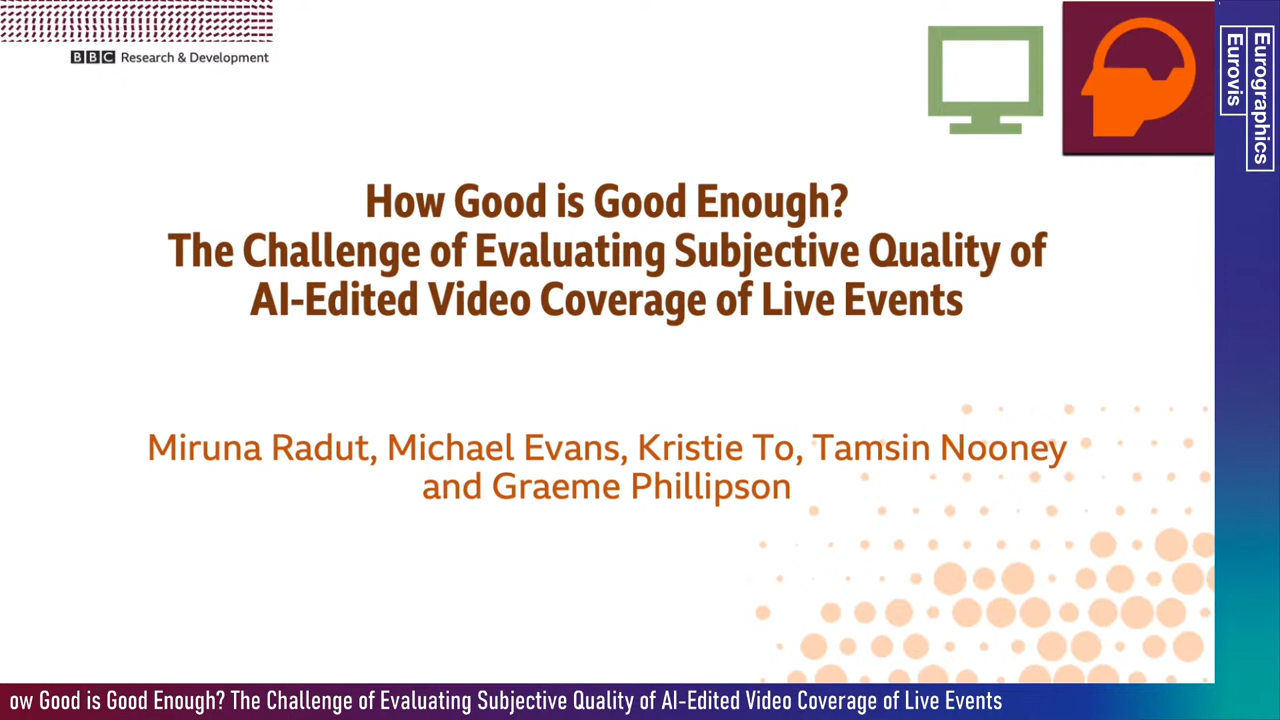 BBC Research & Development
Eurographics
Eurovis
How Good is Good Enough?
The Challenge of Evaluating Subjective Quality of
AI-Edited Video Coverage of Live Events
Miruna Radut, Michael Evans, Kristie To, Tamsin Nooney
and Graeme Phillipson
ow Good is Good Enough? The Challenge of Evaluating Subjective Quality of AI-Edited Video Coverage of Live Events